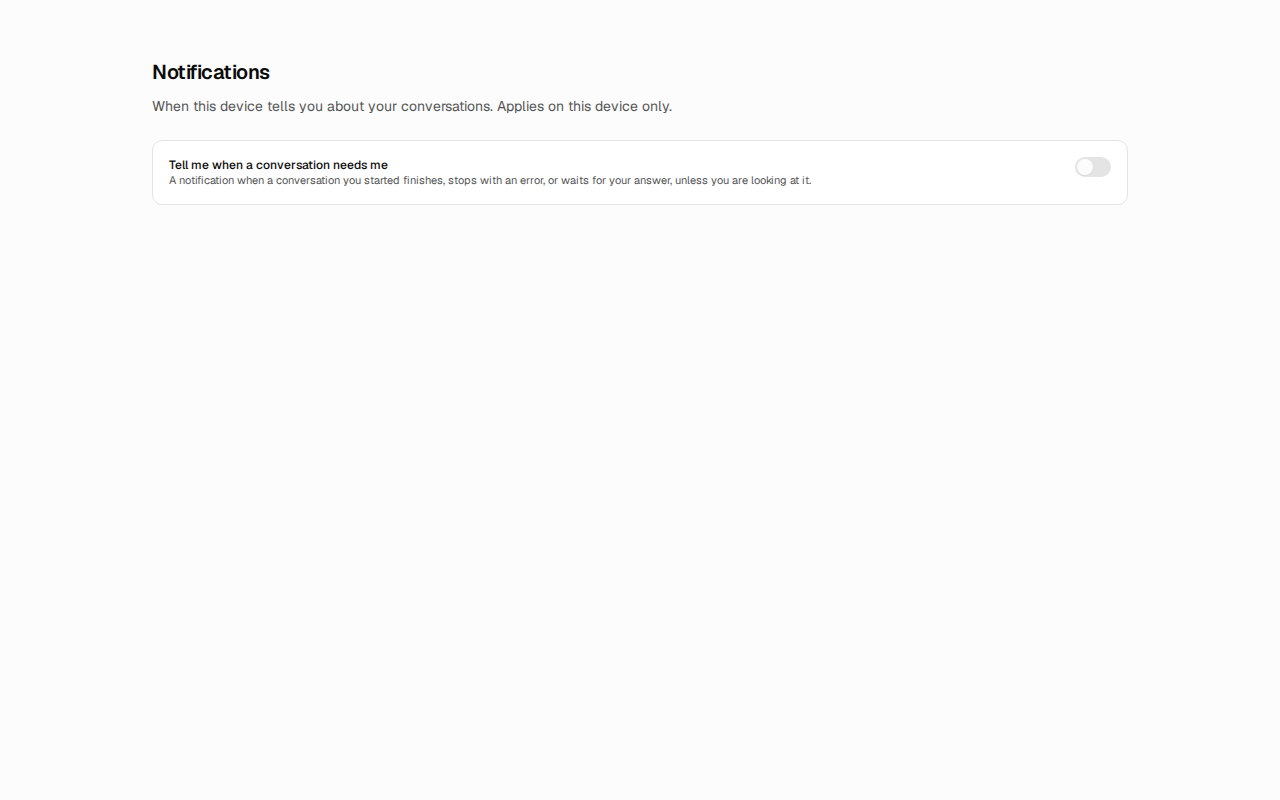 Notifications
When this device tells you about your conversations. Applies on this device only.
Tell me when a conversation needs me
A notification when a conversation you started finishes, stops with an error, or waits for your answer, unless you are looking at it.